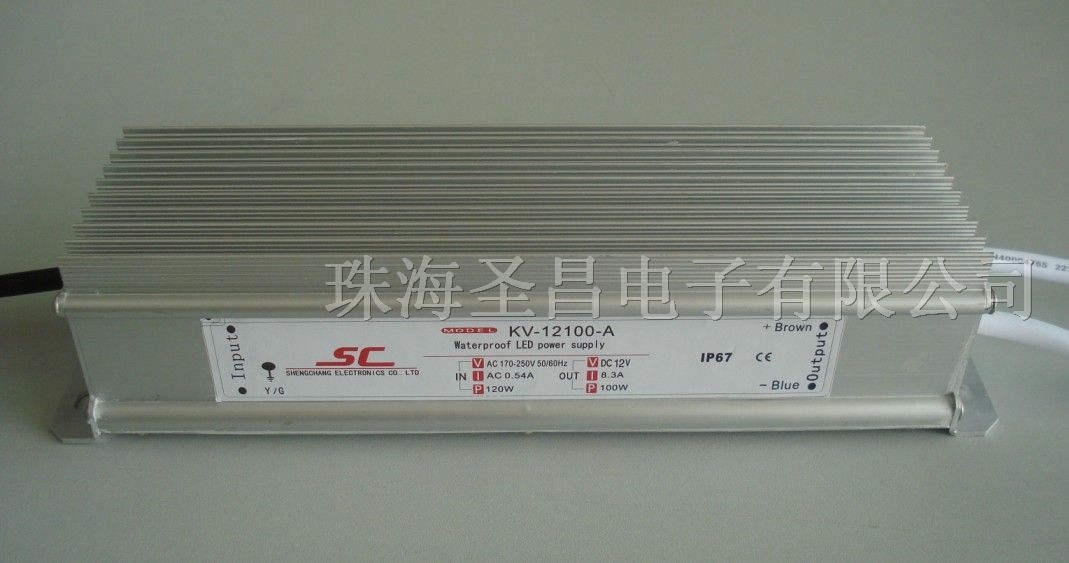 珠海圣昌电子有限公司
MODEL KV-12100-A
Waterproof LED power supply
Input
Y/G
SC
SHENGCHANG ELECTRONICS CO., LTD
IN
V AC 170-250V 50/60Hz
I AC 0.54A
P 120W
OUT
V DC12V
I 8.3A
P 100W
IP67 CE
+ Brown
- Blue
Output